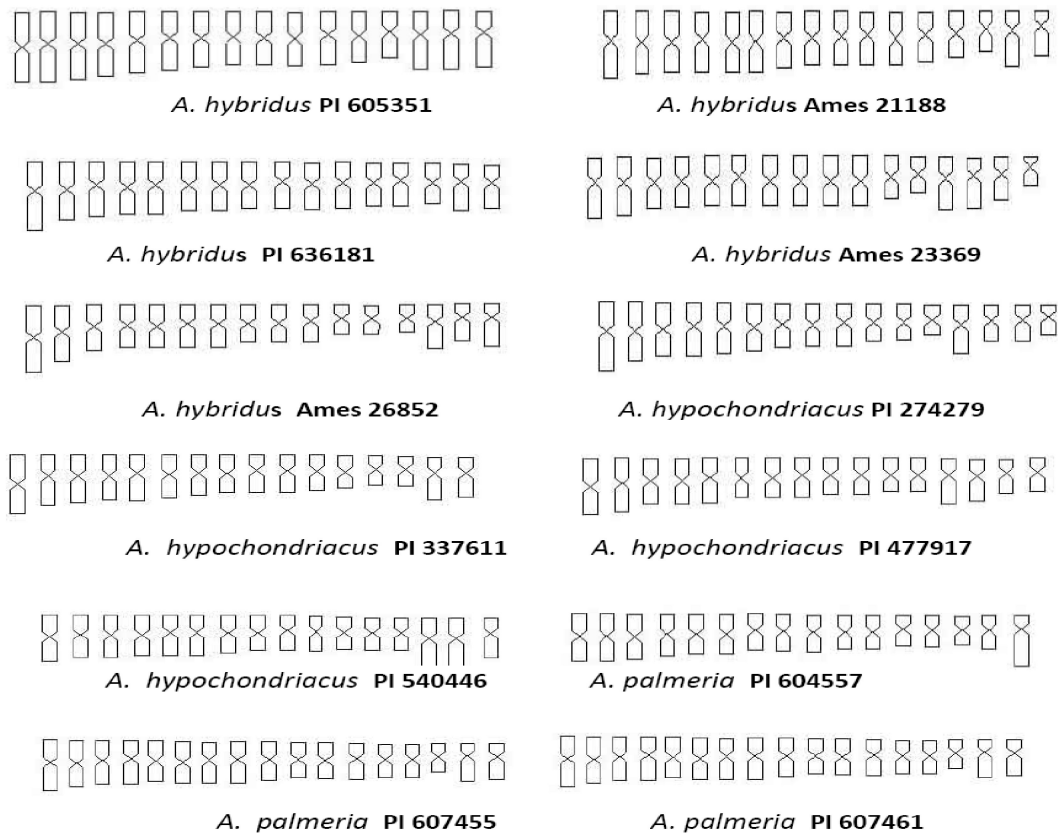 A. hybridus PI 605351
A. hybridus Ames 21188
A. hybridus PI 636181
A. hybridus Ames 23369
A. hybridus Ames 26852
A. hypochondriacus PI 274279
A. hypochondriacus PI 337611
A. hypochondriacus PI 477917
A. hypochondriacus PI 540446
A. palmeria PI 604557
A. palmeria PI 607455
A. palmeria PI 607461